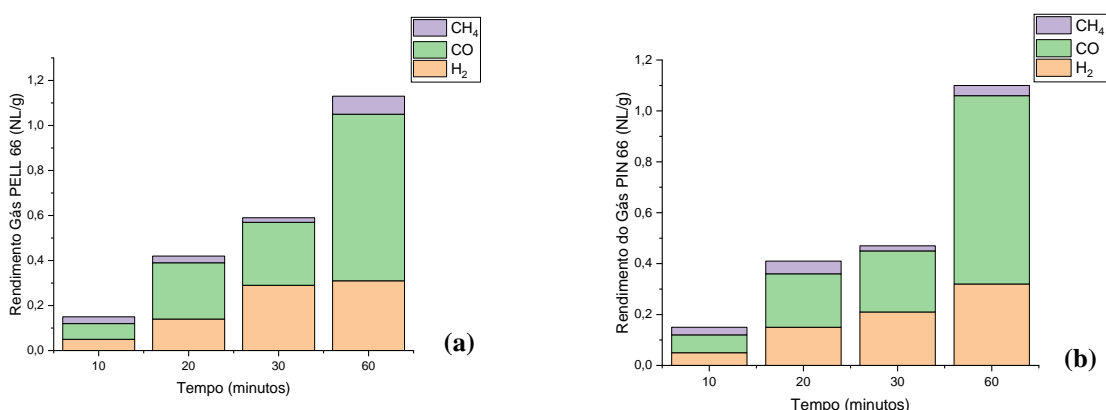 CH₄
CO
H₂
1,2
1,0
0,8
0,6
0,4
0,2
0,0
Rendimento Gás PELL 66 (NL/g)
10 20 30 60
Tempo (minutos)
(a)
CH₄
CO
H₂
1,2
1,0
0,8
0,6
0,4
0,2
0,0
Rendimento do Gás PIN 66 (NL/g)
10 20 30 60
Tempo (minutos)
(b)